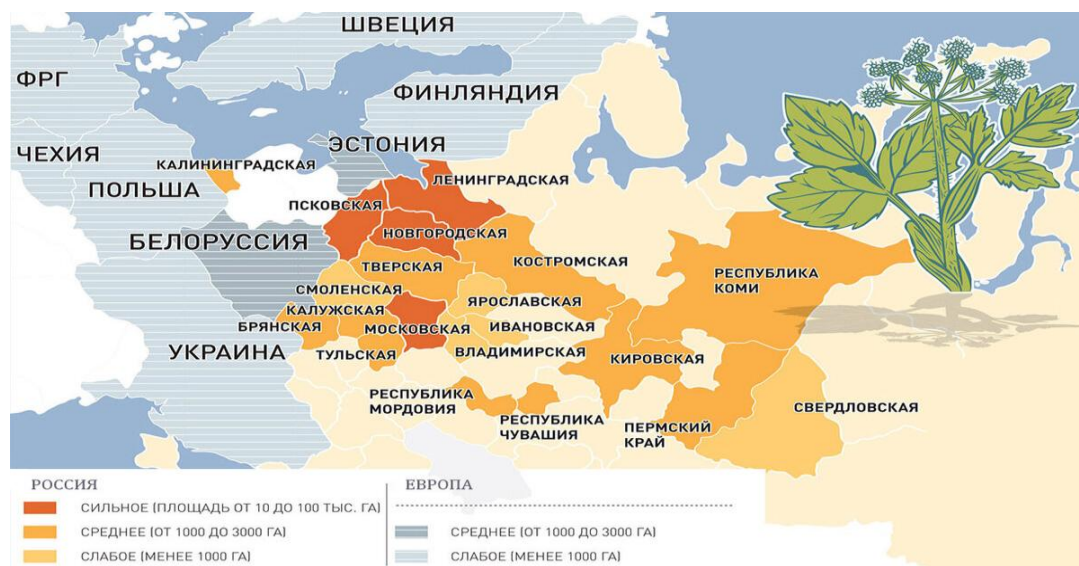 ШВЕЦИЯ
ФРГ
ФИНЛЯНДИЯ
ЭСТОНИЯ
ЧЕХИЯ
КАЛИНИНГРАДСКАЯ
ПОЛЬША
ЛЕНИНГРАДСКАЯ
ПСКОВСКАЯ
НОВГОРОДСКАЯ
БЕЛОРУССИЯ
ТВЕРСКАЯ
КОСТРОМСКАЯ
РЕСПУБЛИКА
КОМИ
СМОЛЕНСКАЯ
ЯРОСЛАВСКАЯ
КАЛУЖСКАЯ
БРЯНСКАЯ
МОСКОВСКАЯ
ИВАНОВСКАЯ
УКРАИНА
ТУЛЬСКАЯ
ВЛАДИМИРСКАЯ
КИРОВСКАЯ
РЕСПУБЛИКА
МОРДОВИЯ
РЕСПУБЛИКА
ЧУВАШИЯ
ПЕРМСКИЙ
КРАЙ
СВЕРДЛОВСКАЯ
РОССИЯ
СИЛЬНОЕ (ПЛОЩАДЬ ОТ 10 ДО 100 ТЫС. ГА)
СРЕДНЕЕ (ОТ 1000 ДО 3000 ГА)
СЛАБОЕ (МЕНЕЕ 1000 ГА)
ЕВРОПА
СРЕДНЕЕ (ОТ 1000 ДО 3000 ГА)
СЛАБОЕ (МЕНЕЕ 1000 ГА)